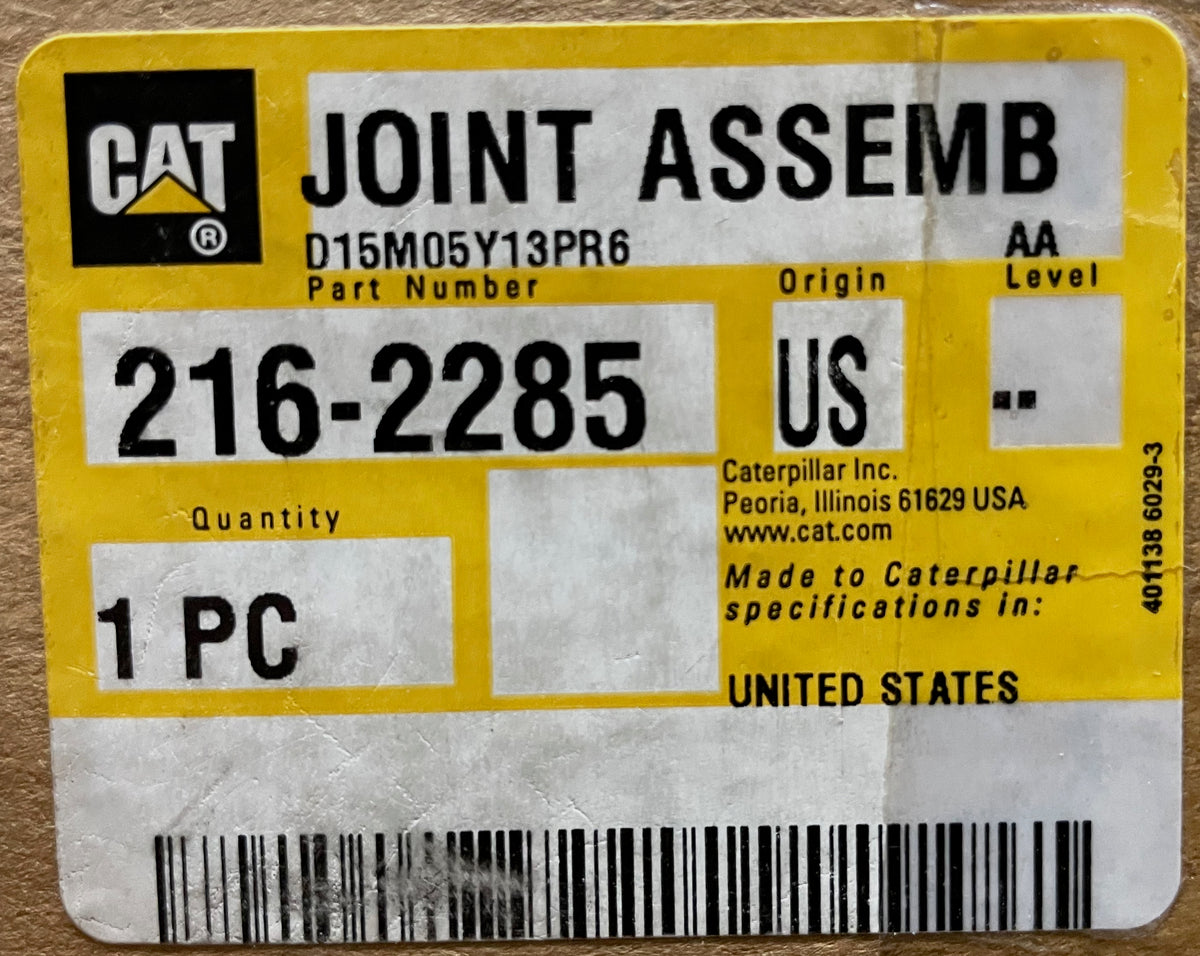 CAT
®
JOINT ASSEMB
D15M05Y13PR6 AA
Part Number Origin Level
216-2285 US --
Caterpillar Inc.
Peoria, Illinois 61629 USA
www.cat.com
Quantity
1 PC
Made to Caterpillar
specifications in:
UNITED STATES
401138 6029-3